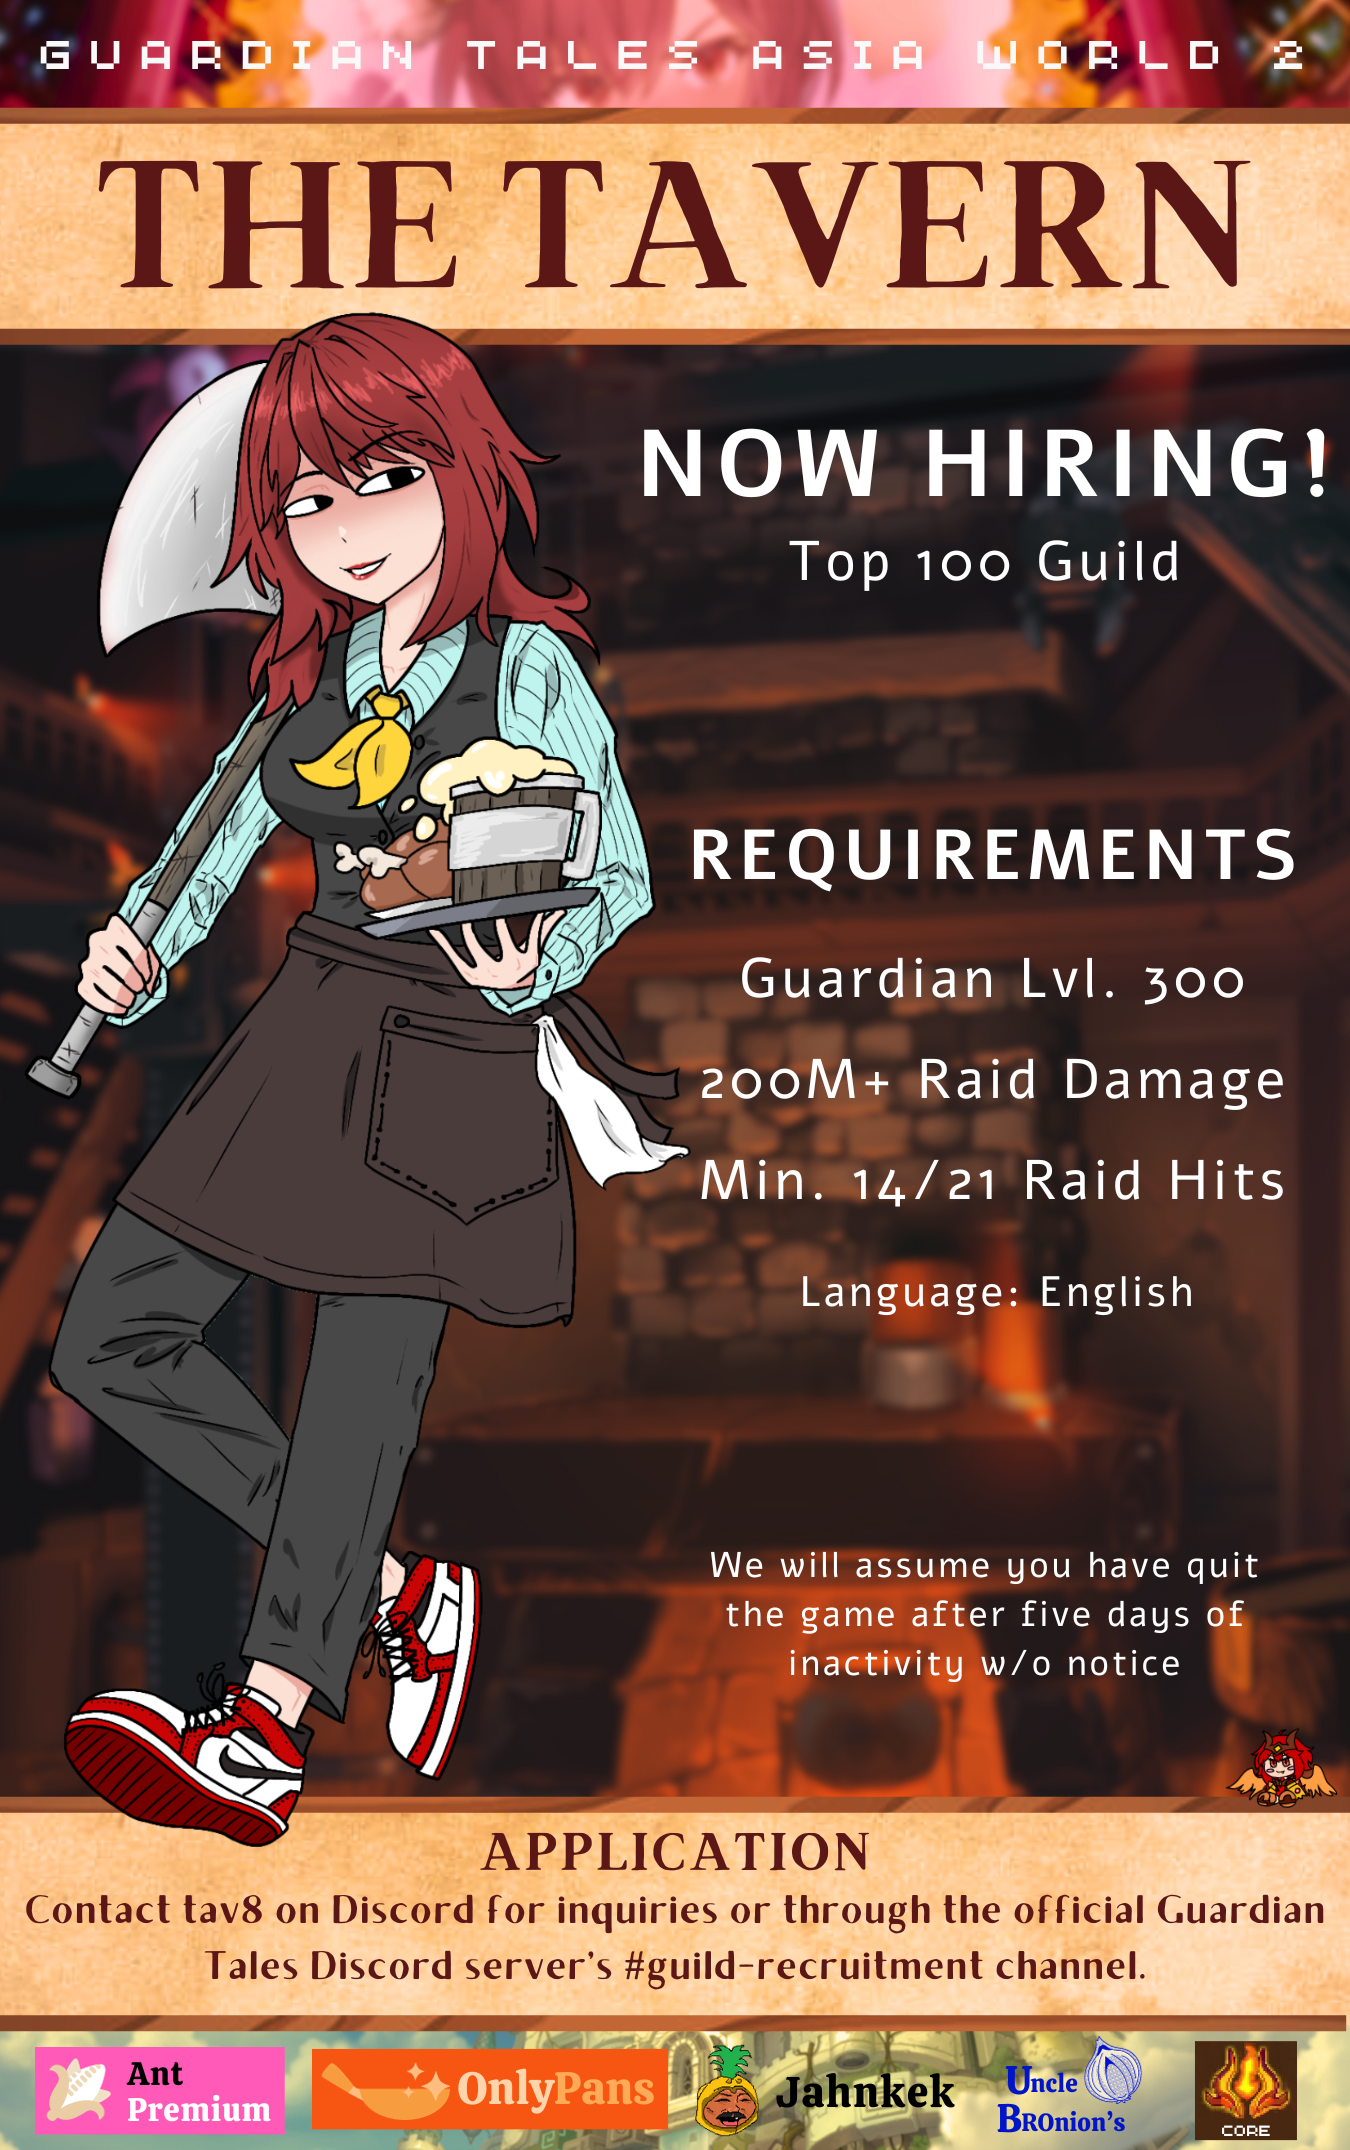 GUARDIAN TALES ASIA WORLD 2
THE TAVERN
NOW HIRING!
Top 100 Guild
REQUIREMENTS
Guardian Lvl. 300
200M+ Raid Damage
Min. 14/21 Raid Hits
Language: English
We will assume you have quit
the game after five days of
inactivity w/o notice
APPLICATION
Contact tav8 on Discord for inquiries or through the official Guardian
Tales Discord server's #guild-recruitment channel.
Ant
Premium
OnlyPans
Jahnkek
Uncle
BROnion's
CORE